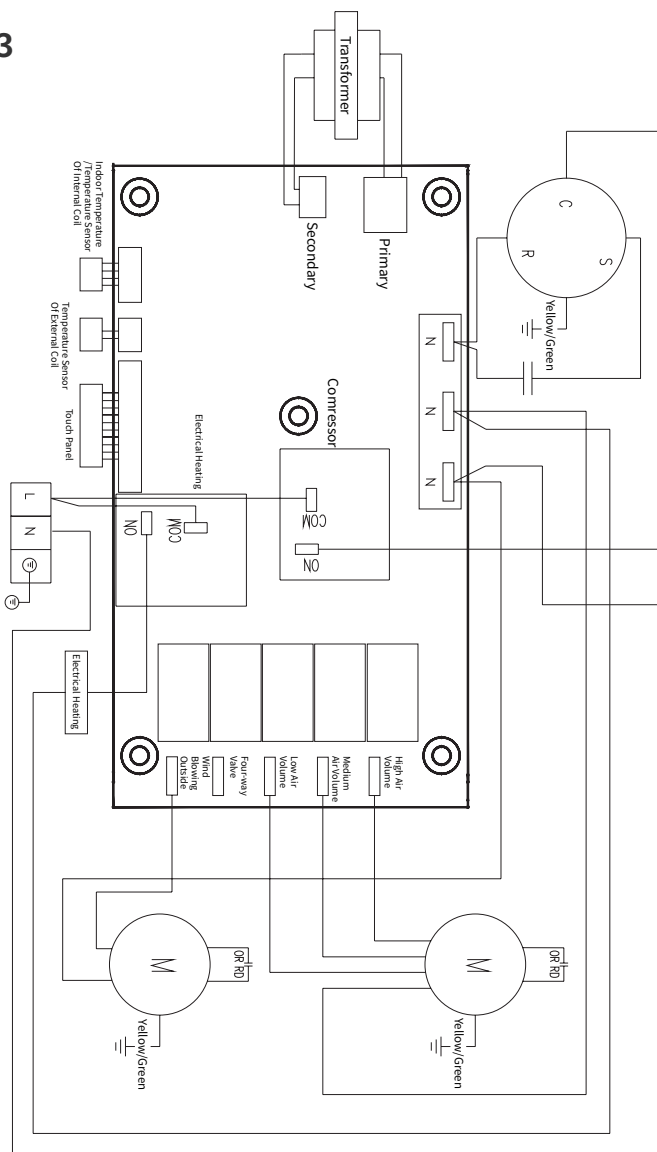 3
Transformer
Primary
Secondary
Indoor Temperature
/Temperature Sensor
Of Internal Coil
Temperature Sensor
Of External Coil
Touch Panel
C
R
S
Yellow/Green
N
N
N
Comressor
COM
ON
Electrical Heating
COM
ON
L
N
Electrical Heating
High Air
Volume
Medium
Air Volume
Low Air
Volume
Four-way
Valve
Wind
Blowing
Outside
M
OR RD
Yellow/Green
M
OR RD
Yellow/Green